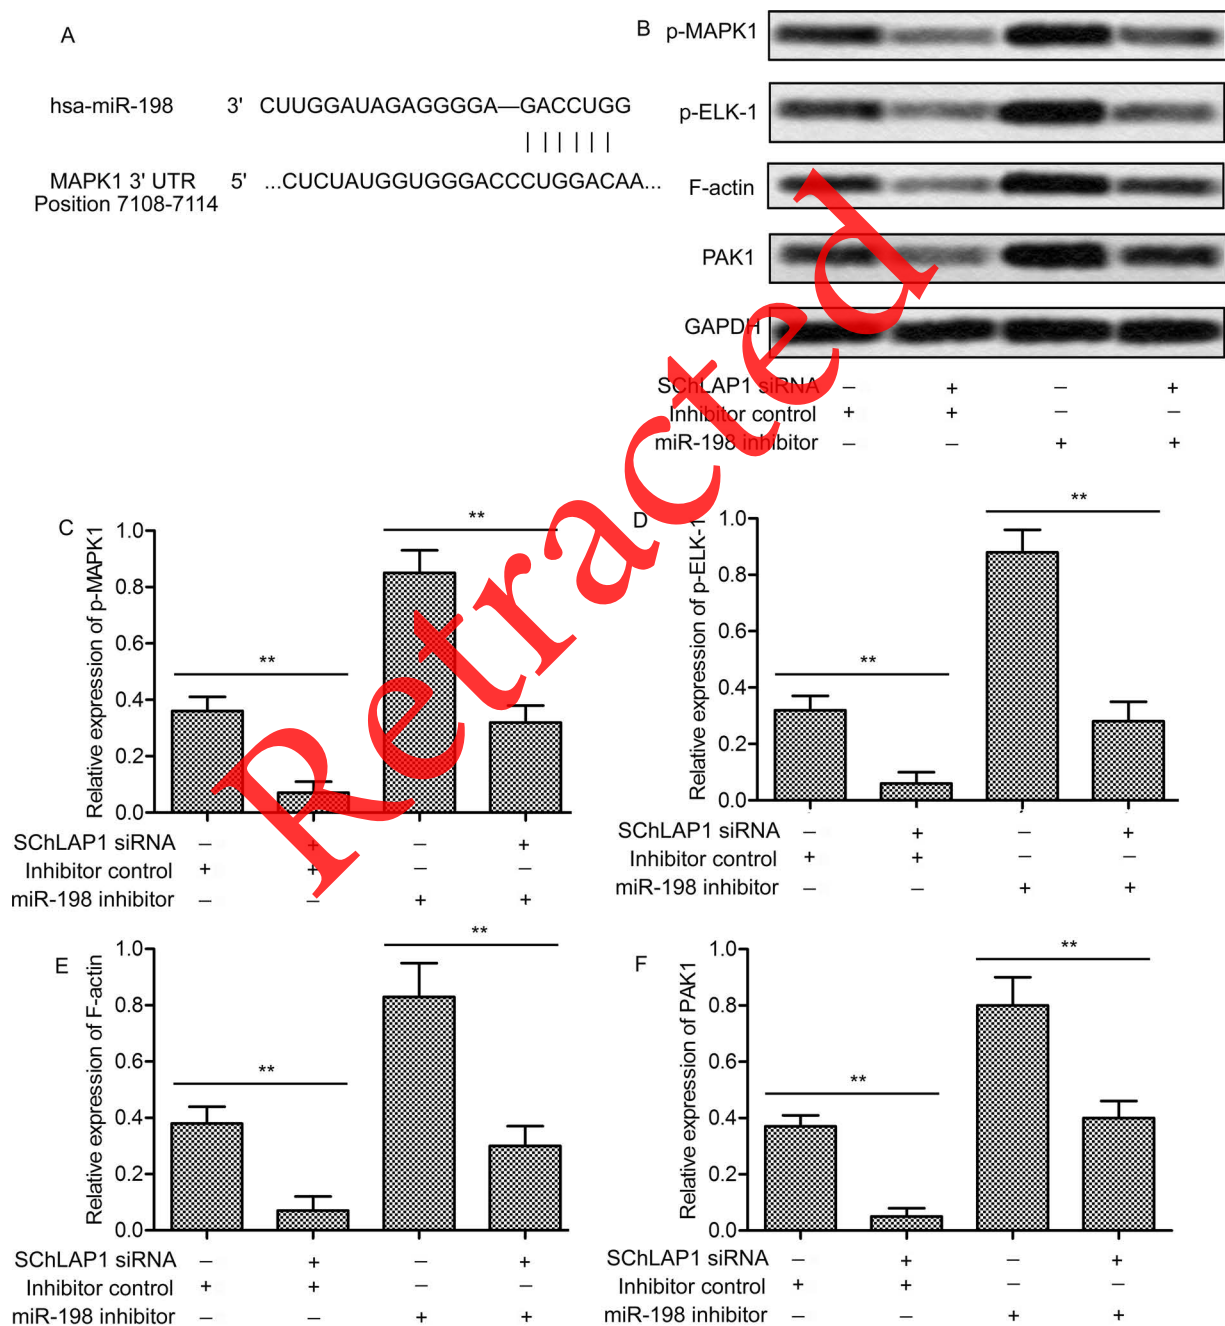 A
hsa-miR-198 3' CUUGGAUAGAGGGGA—GACCUGG
MAPK1 3' UTR 5' ...CUCUAUGGUGGGACCCUGGACAA...
Position 7108-7114
B
p-MAPK1
p-ELK-1
F-actin
PAK1
GAPDH
SChLAP1 siRNA – + – +
Inhibitor control + + – –
miR-198 inhibitor – – + +
Retracted
C
Relative expression of p-MAPK1
1.0
0.8
0.6
0.4
0.2
0.0
**
**
SChLAP1 siRNA – + – +
Inhibitor control + + – –
miR-198 inhibitor – – + +
D
Relative expression of p-ELK-1
1.0
0.8
0.6
0.4
0.2
0.0
**
**
SChLAP1 siRNA – + – +
Inhibitor control + + – –
miR-198 inhibitor – – + +
E
Relative expression of F-actin
1.0
0.8
0.6
0.4
0.2
0.0
**
**
SChLAP1 siRNA – + – +
Inhibitor control + + – –
miR-198 inhibitor – – + +
F
Relative expression of PAK1
1.0
0.8
0.6
0.4
0.2
0.0
**
**
SChLAP1 siRNA – + – +
Inhibitor control + + – –
miR-198 inhibitor – – + +